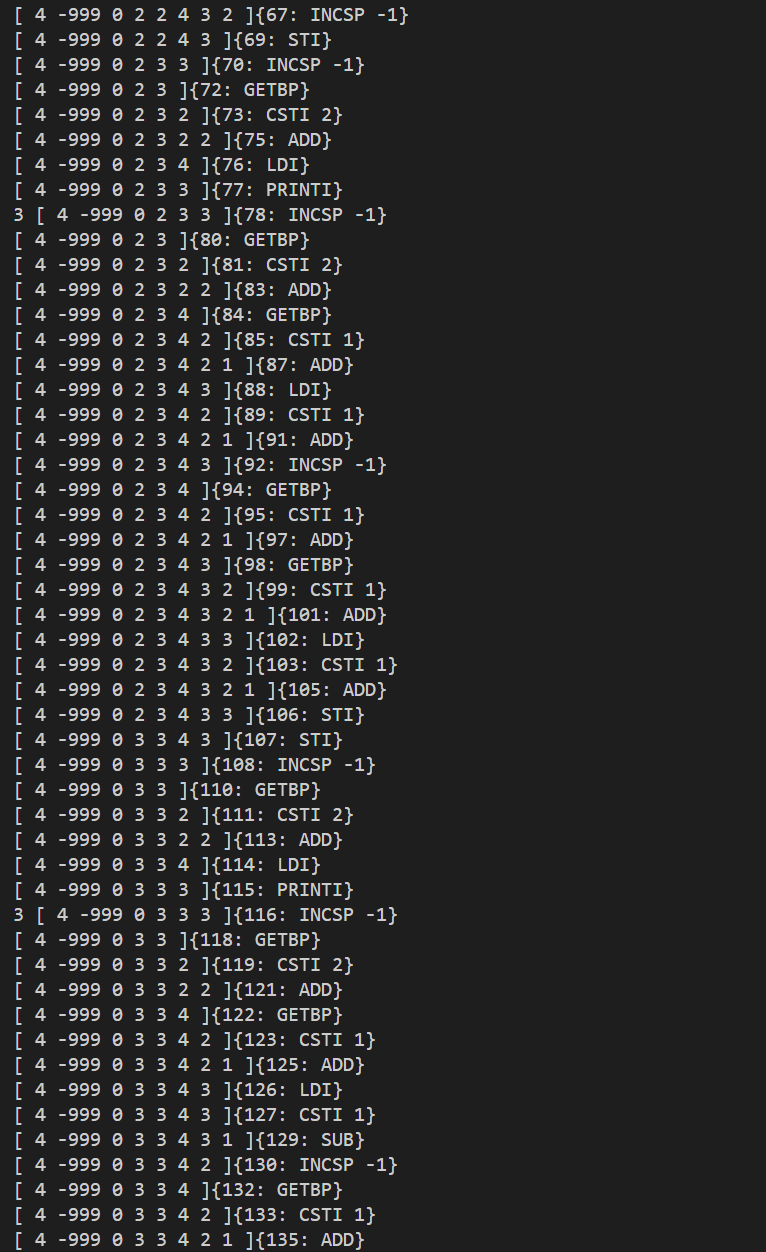 [ 4 -999 0 2 2 4 3 2 ]{67: INCSP -1}
[ 4 -999 0 2 2 4 3 ]{69: STI}
[ 4 -999 0 2 3 3 ]{70: INCSP -1}
[ 4 -999 0 2 3 ]{72: GETBP}
[ 4 -999 0 2 3 2 ]{73: CSTI 2}
[ 4 -999 0 2 3 2 2 ]{75: ADD}
[ 4 -999 0 2 3 4 ]{76: LDI}
[ 4 -999 0 2 3 3 ]{77: PRINTI}
3 [ 4 -999 0 2 3 3 ]{78: INCSP -1}
[ 4 -999 0 2 3 ]{80: GETBP}
[ 4 -999 0 2 3 2 ]{81: CSTI 2}
[ 4 -999 0 2 3 2 2 ]{83: ADD}
[ 4 -999 0 2 3 4 ]{84: GETBP}
[ 4 -999 0 2 3 4 2 ]{85: CSTI 1}
[ 4 -999 0 2 3 4 2 1 ]{87: ADD}
[ 4 -999 0 2 3 4 3 ]{88: LDI}
[ 4 -999 0 2 3 4 2 ]{89: CSTI 1}
[ 4 -999 0 2 3 4 2 1 ]{91: ADD}
[ 4 -999 0 2 3 4 3 ]{92: INCSP -1}
[ 4 -999 0 2 3 4 ]{94: GETBP}
[ 4 -999 0 2 3 4 2 ]{95: CSTI 1}
[ 4 -999 0 2 3 4 2 1 ]{97: ADD}
[ 4 -999 0 2 3 4 3 ]{98: GETBP}
[ 4 -999 0 2 3 4 3 2 ]{99: CSTI 1}
[ 4 -999 0 2 3 4 3 2 1 ]{101: ADD}
[ 4 -999 0 2 3 4 3 3 ]{102: LDI}
[ 4 -999 0 2 3 4 3 2 ]{103: CSTI 1}
[ 4 -999 0 2 3 4 3 2 1 ]{105: ADD}
[ 4 -999 0 2 3 4 3 3 ]{106: STI}
[ 4 -999 0 3 3 4 3 ]{107: STI}
[ 4 -999 0 3 3 3 ]{108: INCSP -1}
[ 4 -999 0 3 3 ]{110: GETBP}
[ 4 -999 0 3 3 2 ]{111: CSTI 2}
[ 4 -999 0 3 3 2 2 ]{113: ADD}
[ 4 -999 0 3 3 4 ]{114: LDI}
[ 4 -999 0 3 3 3 ]{115: PRINTI}
3 [ 4 -999 0 3 3 3 ]{116: INCSP -1}
[ 4 -999 0 3 3 ]{118: GETBP}
[ 4 -999 0 3 3 2 ]{119: CSTI 2}
[ 4 -999 0 3 3 2 2 ]{121: ADD}
[ 4 -999 0 3 3 4 ]{122: GETBP}
[ 4 -999 0 3 3 4 2 ]{123: CSTI 1}
[ 4 -999 0 3 3 4 2 1 ]{125: ADD}
[ 4 -999 0 3 3 4 3 ]{126: LDI}
[ 4 -999 0 3 3 4 3 ]{127: CSTI 1}
[ 4 -999 0 3 3 4 3 1 ]{129: SUB}
[ 4 -999 0 3 3 4 2 ]{130: INCSP -1}
[ 4 -999 0 3 3 4 ]{132: GETBP}
[ 4 -999 0 3 3 4 2 ]{133: CSTI 1}
[ 4 -999 0 3 3 4 2 1 ]{135: ADD}